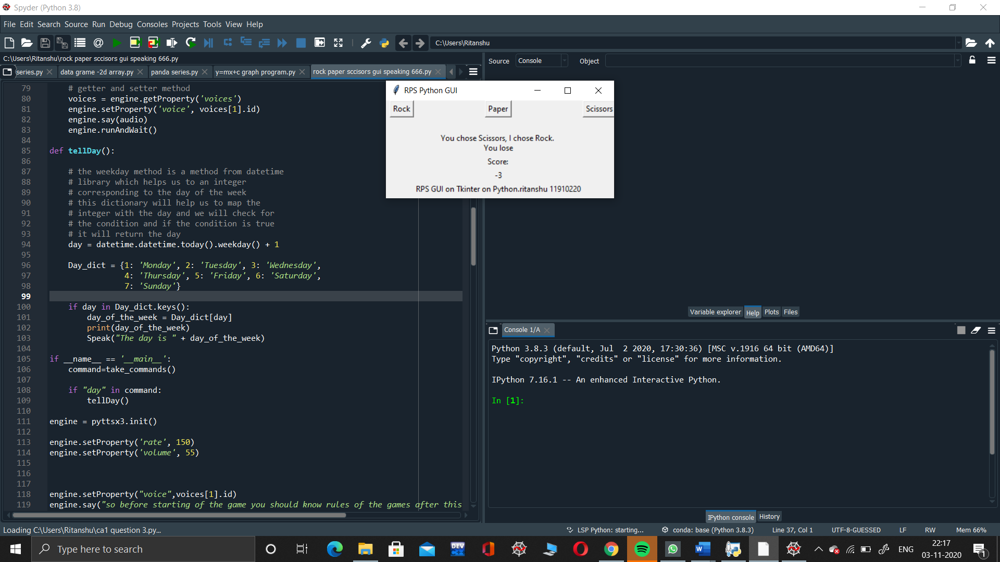 Spyder (Python 3.8)
File Edit Search Source Run Debug Consoles Projects Tools View Help
C:\Users\Ritanshu
C:\Users\Ritanshu\rock paper sccisors gui speaking 666.py
series.py data grame -2d array.py panda series.py y=mx+c graph program.py rock paper sccisors gui speaking 666.py
79 # getter and setter method
80 voices = engine.getProperty('voices')
81 engine.setProperty('voice', voices[1].id)
82 engine.say(audio)
83 engine.runAndWait()
84
85 def tellDay():
86
87 # the weekday method is a method from datetime
88 # library which helps us to an integer
89 # corresponding to the day of the week
90 # this dictionary will help us to map the
91 # integer with the day and we will check for
92 # the condition and if the condition is true
93 # it will return the day
94 day = datetime.datetime.today().weekday() + 1
95
96 Day_dict = {1: 'Monday', 2: 'Tuesday', 3: 'Wednesday',
97 4: 'Thursday', 5: 'Friday', 6: 'Saturday',
98 7: 'Sunday'}
99
100 if day in Day_dict.keys():
101 day_of_the_week = Day_dict[day]
102 print(day_of_the_week)
103 Speak("The day is " + day_of_the_week)
104
105 if __name__ == '__main__':
106 command=take_commands()
107
108 if "day" in command:
109 tellDay()
110
111 engine = pyttsx3.init()
112
113 engine.setProperty('rate', 150)
114 engine.setProperty('volume', 55)
115
116
117
118 engine.setProperty("voice",voices[1].id)
119 engine.say("so before starting of the game you should know rules of the games after this
RPS Python GUI
Rock Paper Scissors
You chose Scissors, I chose Rock.
You lose
Score:
-3
RPS GUI on Tkinter on Python.ritanshu 11910220
Source Console Object
Variable explorer Help Plots Files
Console 1/A
Python 3.8.3 (default, Jul 2 2020, 17:30:36) [MSC v.1916 64 bit (AMD64)]
Type "copyright", "credits" or "license" for more information.
IPython 7.16.1 -- An enhanced Interactive Python.
In [1]:
IPython console History
Loading C:\Users\Ritanshu\ca1 question 3.py... LSP Python: starting... conda: base (Python 3.8.3) Line 37, Col 1 UTF-8-GUESSED LF RW Mem 66%
Type here to search DEV ENG 22:17
03-11-2020 1